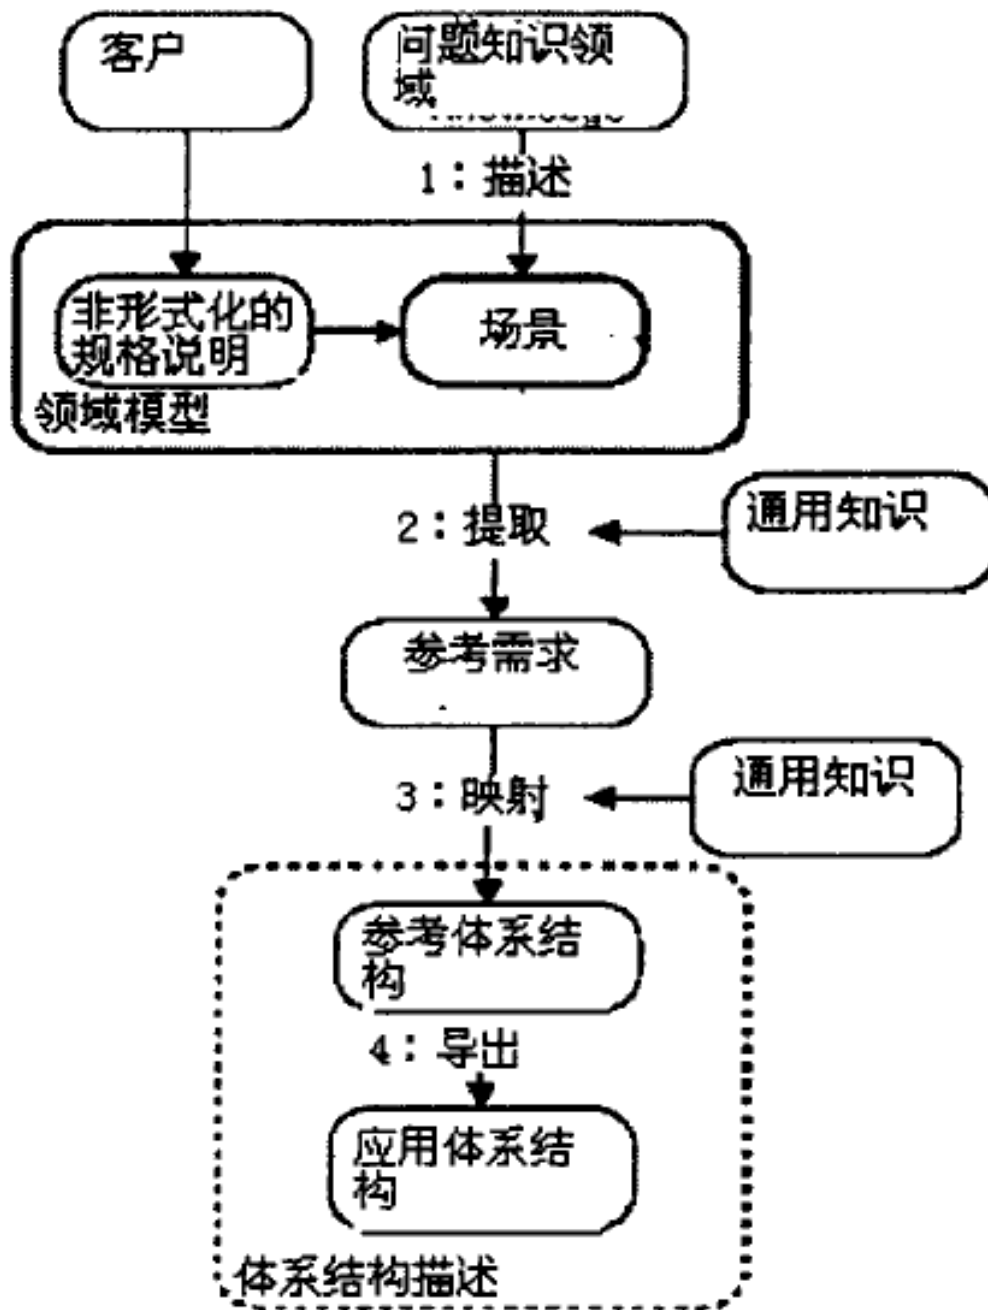 客户
问题知识领
域
1：描述
非形式化的
规格说明
场景
领域模型
2：提取
通用知识
参考需求
3：映射
通用知识
参考体系结
构
4：导出
应用体系结
构
体系结构描述